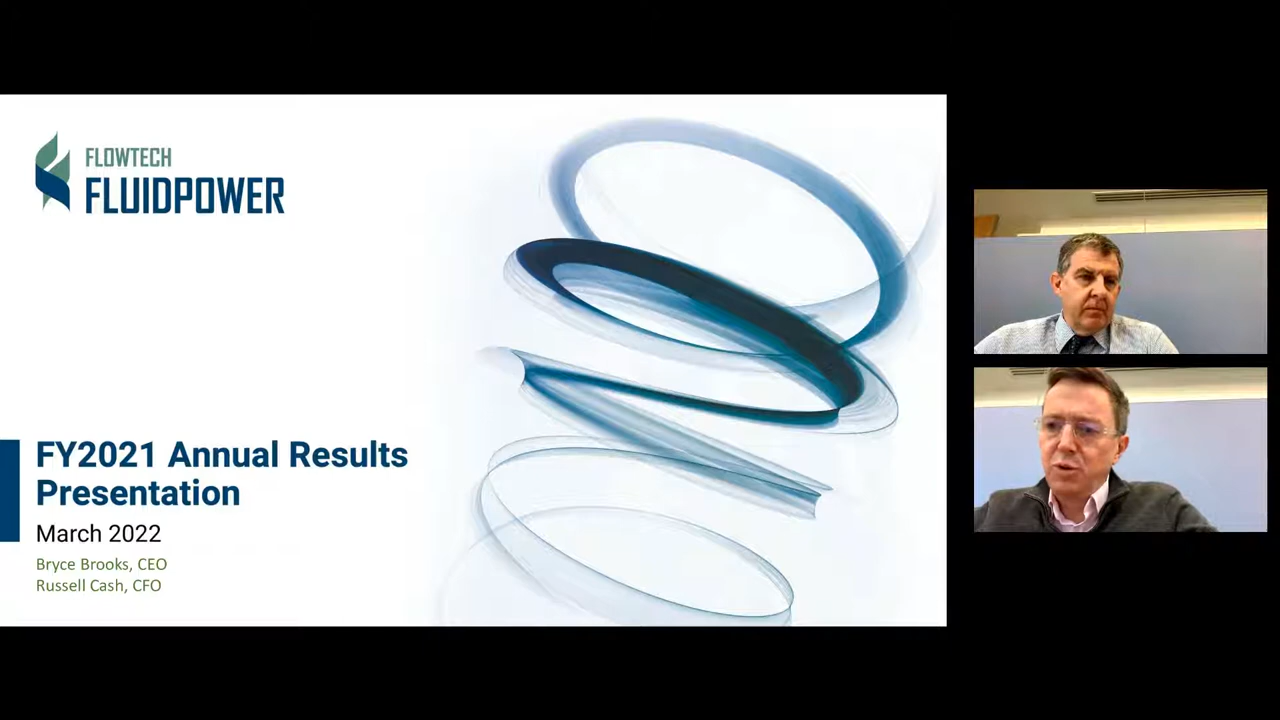 FLOWTECH
FLUIDPOWER
FY2021 Annual Results
Presentation
March 2022
Bryce Brooks, CEO
Russell Cash, CFO